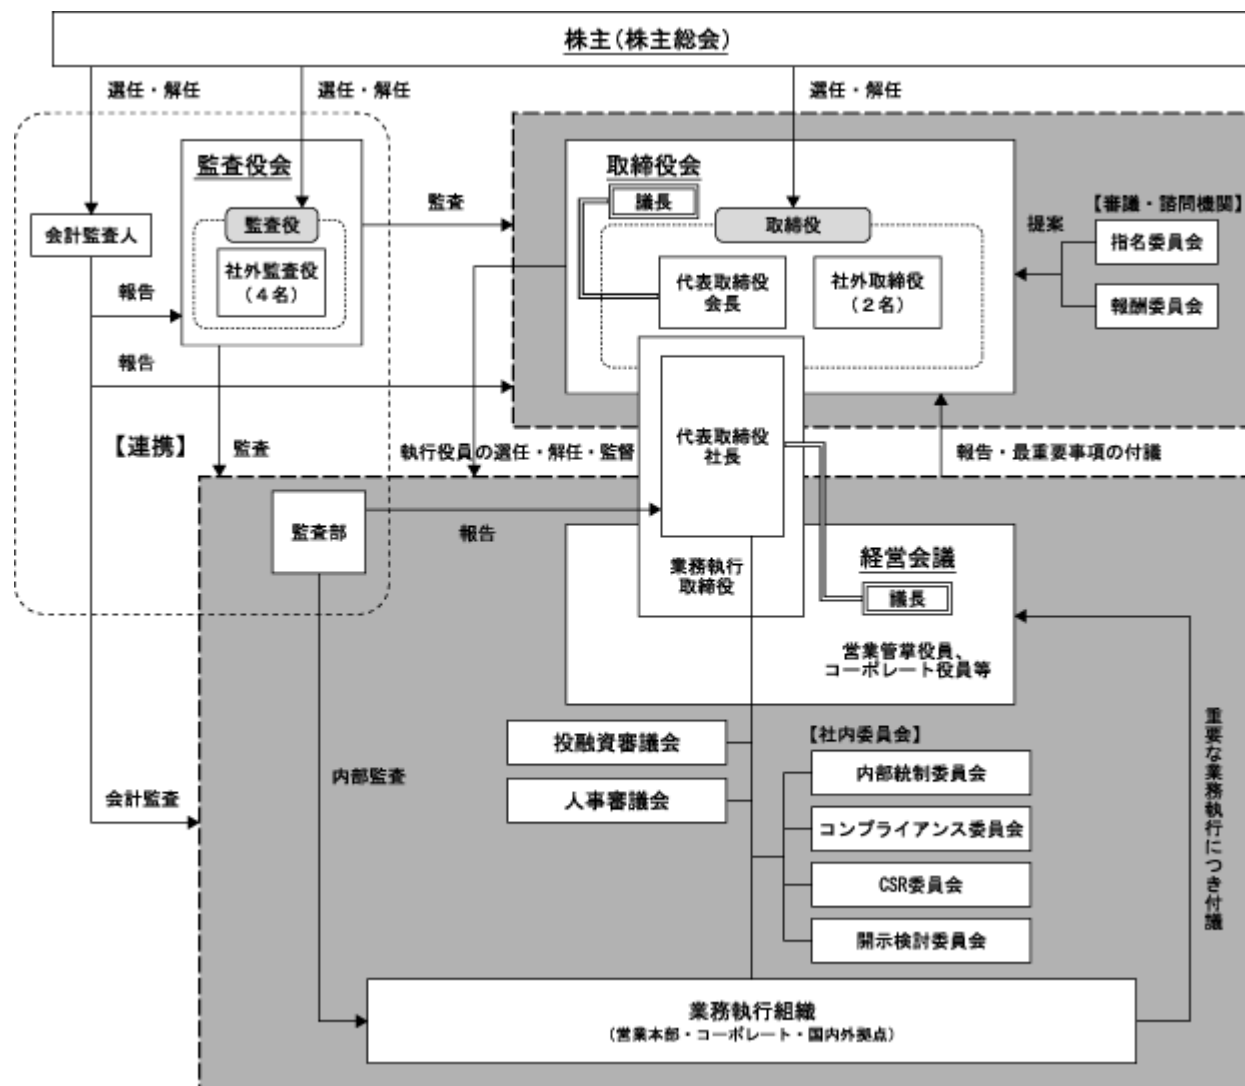 株主(株主総会)
選任・解任
選任・解任
選任・解任
監査役会
監査役
社外監査役
(4名)
会計監査人
監査
取締役会
議長
取締役
代表取締役
会長
社外取締役
(2名)
【審議・諮問機関】
提案
指名委員会
報酬委員会
報告
報告
【連携】
監査
執行役員の選任・解任・監督
代表取締役
社長
報告・最重要事項の付議
監査部
報告
業務執行
取締役
経営会議
議長
営業管掌役員、
コーポレート役員等
投融資審議会
人事審議会
【社内委員会】
内部統制委員会
コンプライアンス委員会
CSR委員会
開示検討委員会
内部監査
会計監査
重要な業務執行につき付議
業務執行組織
(営業本部・コーポレート・国内外拠点)